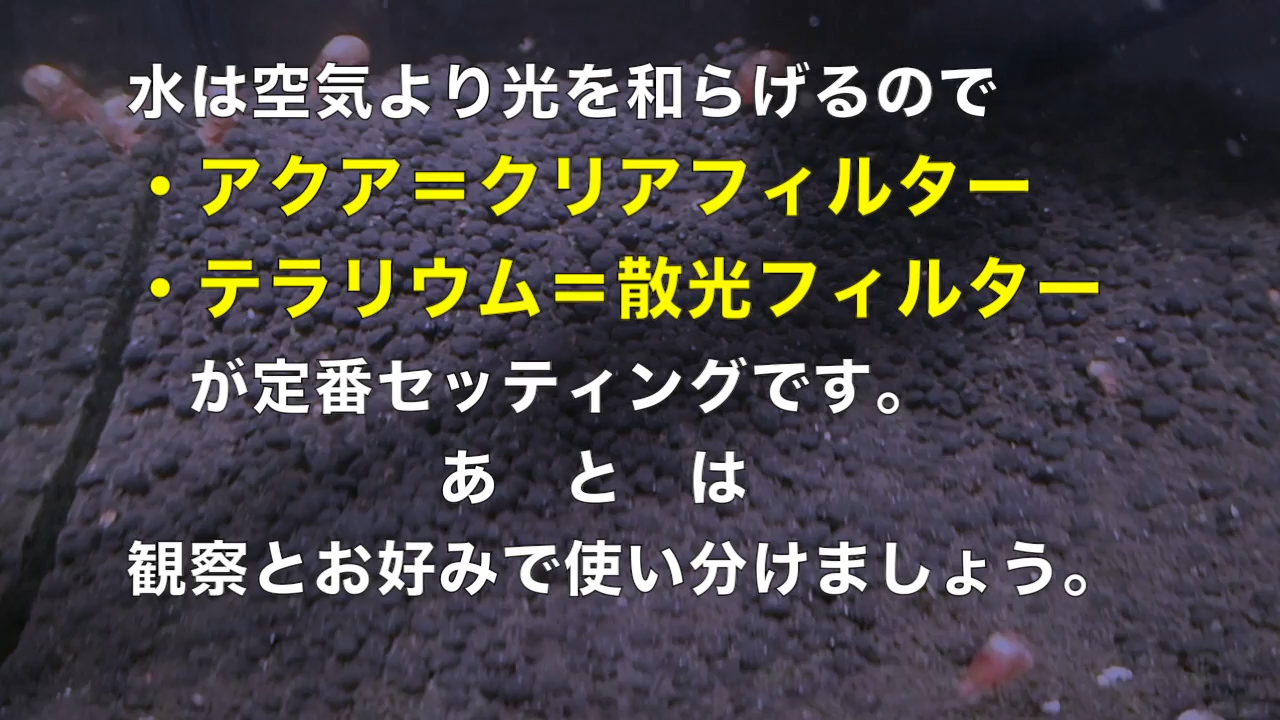 水は空気より光を和らげるので
・アクア＝クリアフィルター
・テラリウム＝散光フィルター
が定番セッティングです。
あ　と　は
観察とお好みで使い分けましょう。